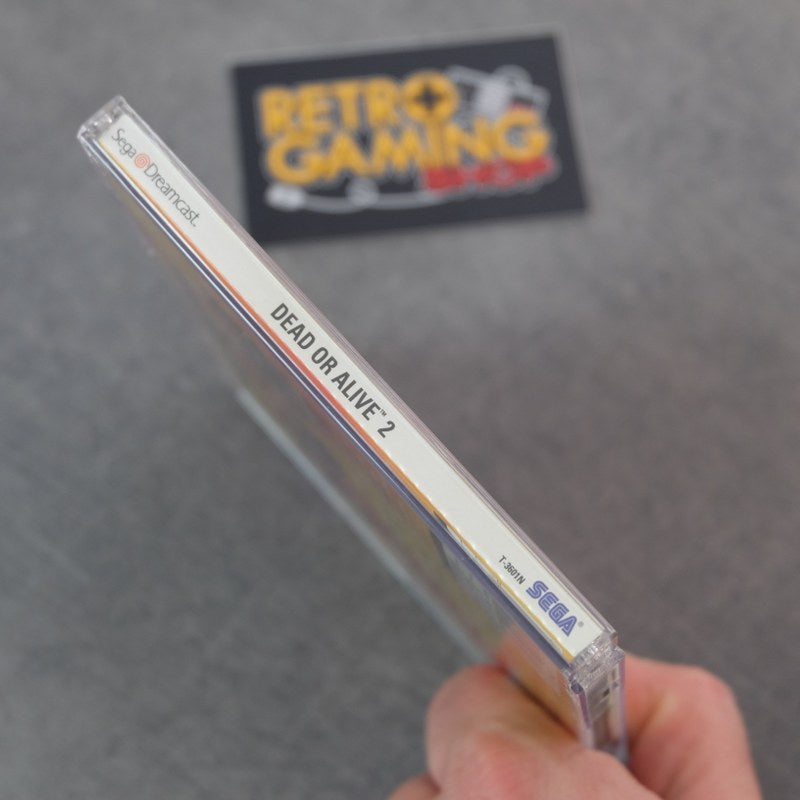 RETRO
GAMING
SHOP
Sega Dreamcast.
DEAD OR ALIVE™ 2
T-3601N
SEGA®